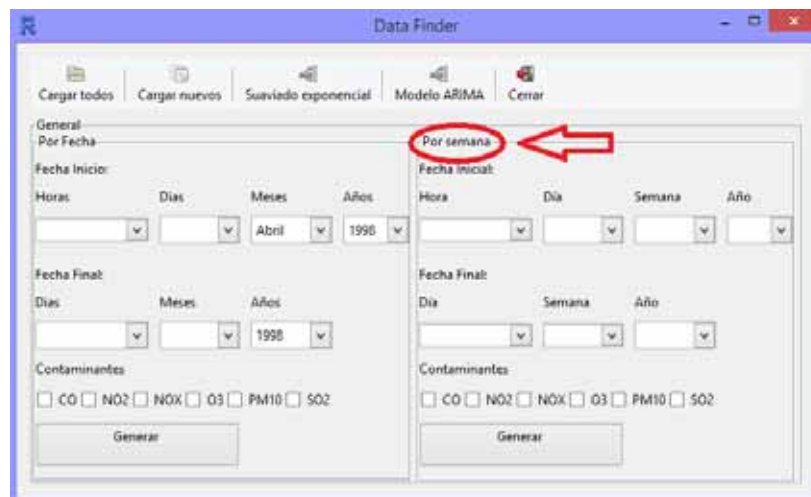 Data Finder
Cargar todos Cargar nuevos Suaviado exponencial Modelo ARIMA Cerrar
General
Por Fecha
Fecha Inicio:
Horas Dias Meses Años
Abril 1998
Fecha Final:
Dias Meses Años
1998
Contaminantes
CO NO2 NOX O3 PM10 SO2
Generar
Por semana
Fecha Inicial:
Hora Día Semana Año
Fecha Final:
Día Semana Año
Contaminantes
CO NO2 NOX O3 PM10 SO2
Generar